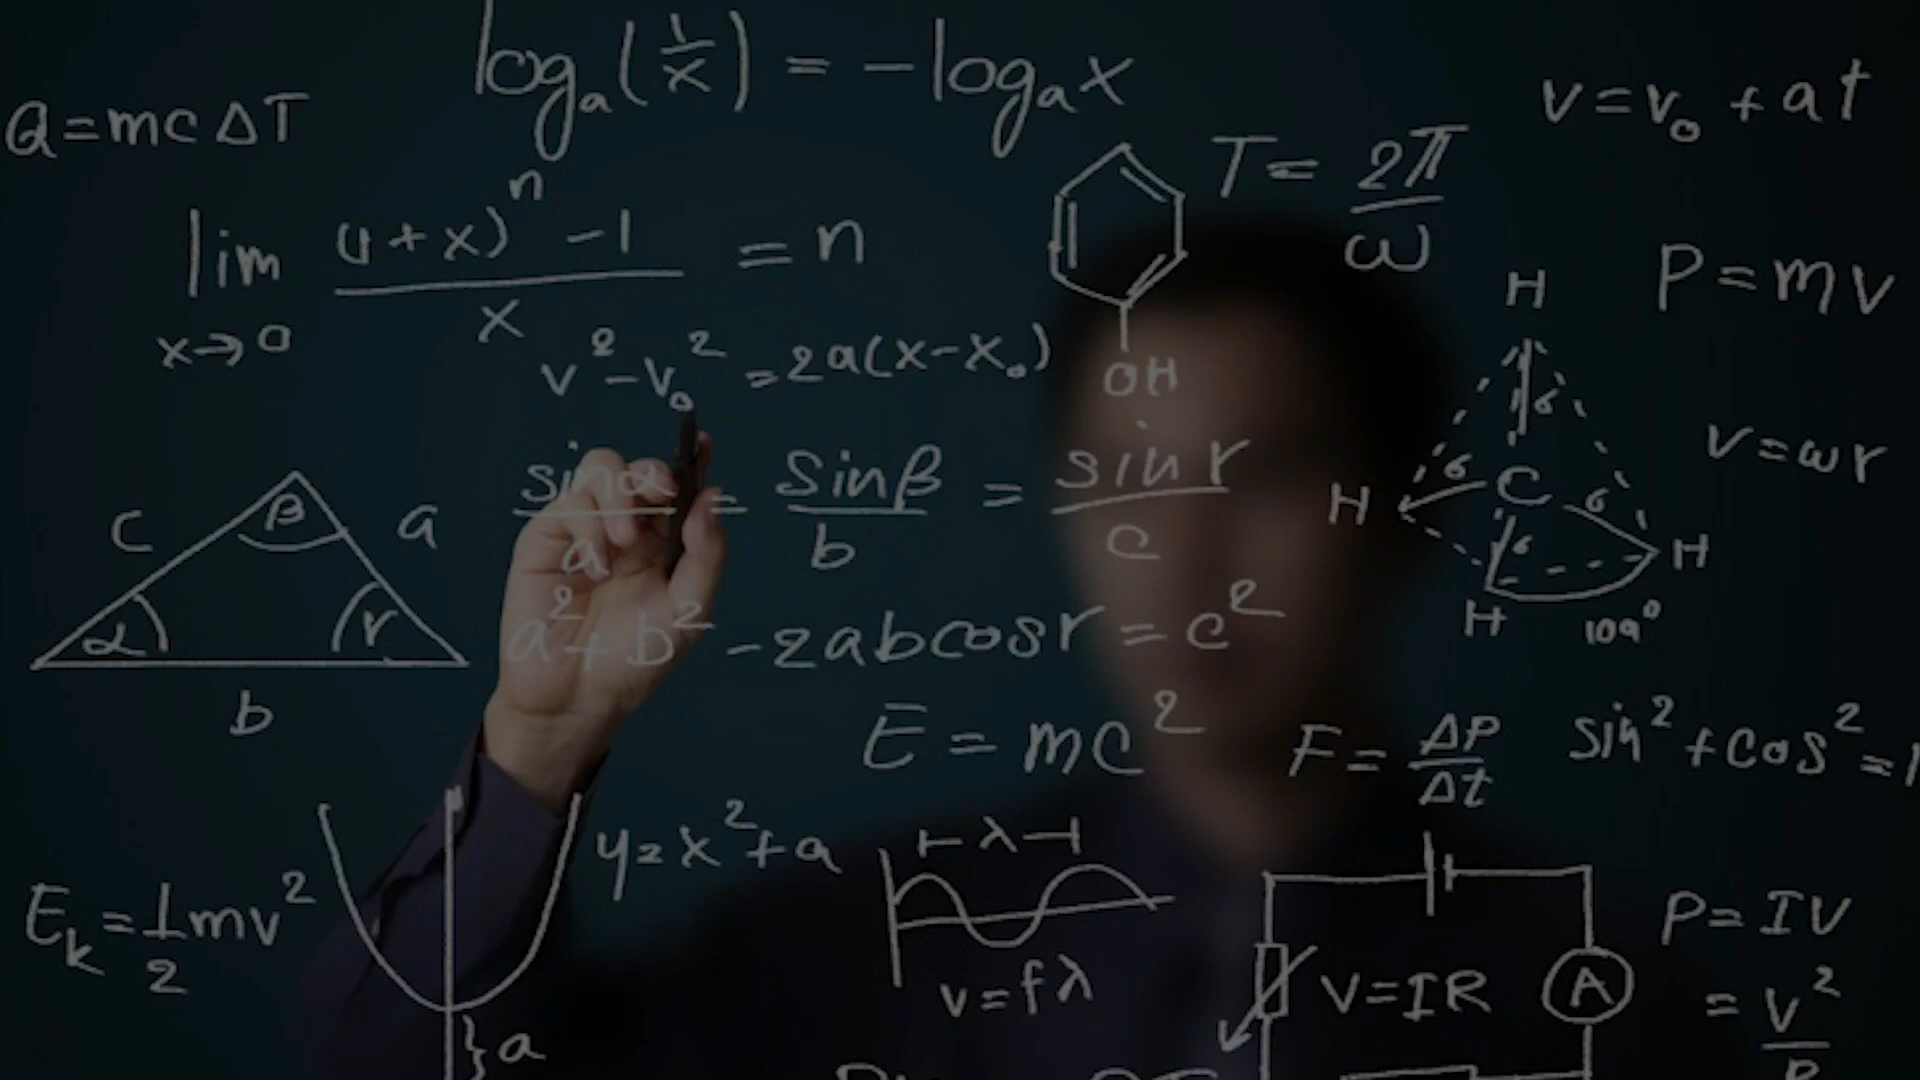 logₐ(1/x) = -logₐx
Q=mcΔT
v=v₀+at
T=2π/ω
lim x→0 ((1+x)ⁿ-1)/x = n
P=mv
v²-v₀²=2a(x-x₀)
OH
H
C
H
H
H
σ
σ
σ
σ
109°
v=ωr
sinα/a = sinβ/b = sinr/c
c
β
a
α
r
b
a²+b²-2abcosr=c²
E=mc²
F=ΔP/Δt
sin²+cos²=1
y=x²+a
Eₖ=1/2mv²
a
λ
v=fλ
V=IR
A
P=IV
=V²/R